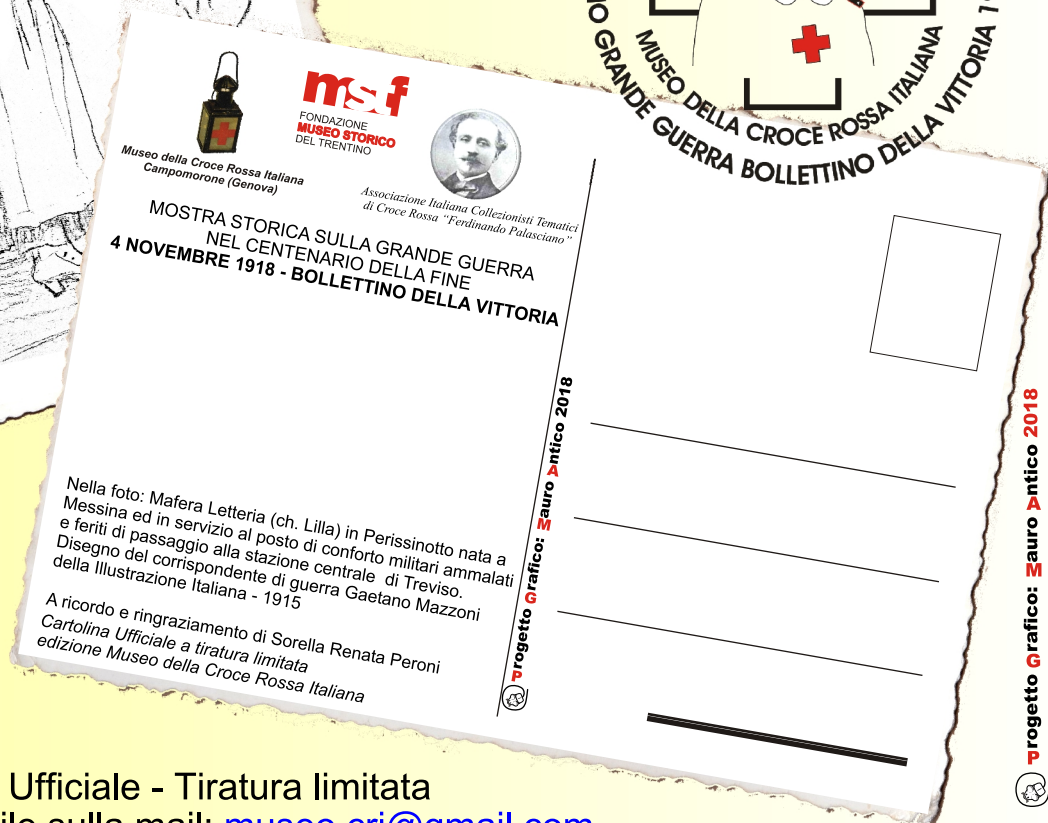 GRANDE GUERRA BOLLETTINO DELLA VITTORIA
MUSEO DELLA CROCE ROSSA ITALIANA
msf
FONDAZIONE
MUSEO STORICO
DEL TRENTINO
Museo della Croce Rossa Italiana
Campomorone (Genova)
Associazione Italiana Collezionisti Tematici
di Croce Rossa "Ferdinando Palasciano"
MOSTRA STORICA SULLA GRANDE GUERRA
NEL CENTENARIO DELLA FINE
4 NOVEMBRE 1918 - BOLLETTINO DELLA VITTORIA
Nella foto: Mafera Letteria (ch. Lilla) in Perissinotto nata a
Messina ed in servizio al posto di conforto militari ammalati
e feriti di passaggio alla stazione centrale di Treviso.
Disegno del corrispondente di guerra Gaetano Mazzoni
della Illustrazione Italiana - 1915
A ricordo e ringraziamento di Sorella Renata Peroni
Cartolina Ufficiale a tiratura limitata
edizione Museo della Croce Rossa Italiana
Progetto Grafico: Mauro Antico 2018
Progetto Grafico: Mauro Antico 2018
Ufficiale - Tiratura limitata
sulla mail: museo.cri@gmail.com